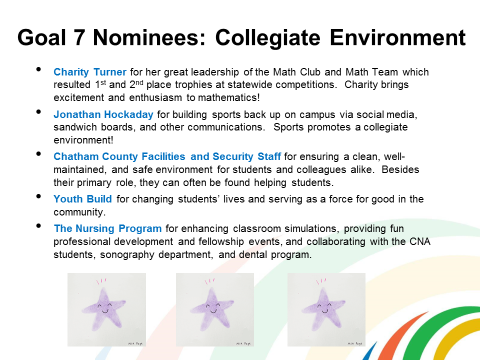 Goal 7 Nominees: Collegiate Environment
• Charity Turner for her great leadership of the Math Club and Math Team which
resulted 1st and 2nd place trophies at statewide competitions. Charity brings
excitement and enthusiasm to mathematics!
• Jonathan Hockaday for building sports back up on campus via social media,
sandwich boards, and other communications. Sports promotes a collegiate
environment!
• Chatham County Facilities and Security Staff for ensuring a clean, well-
maintained, and safe environment for students and colleagues alike. Besides
their primary role, they can often be found helping students.
• Youth Build for changing students' lives and serving as a force for good in the
community.
• The Nursing Program for enhancing classroom simulations, providing fun
professional development and fellowship events, and collaborating with the CNA
students, sonography department, and dental program.